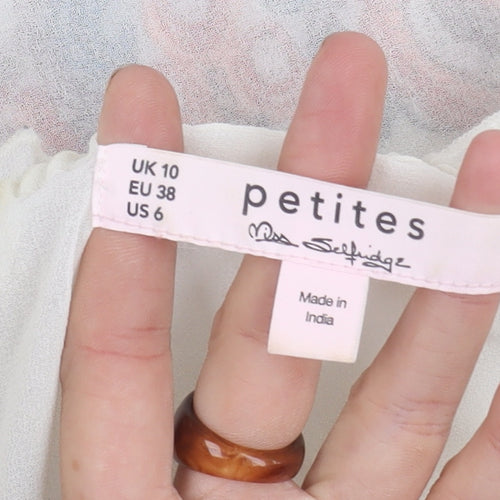 UK 10
EU 38
US 6
petites
Miss Selfridge
Made in
India